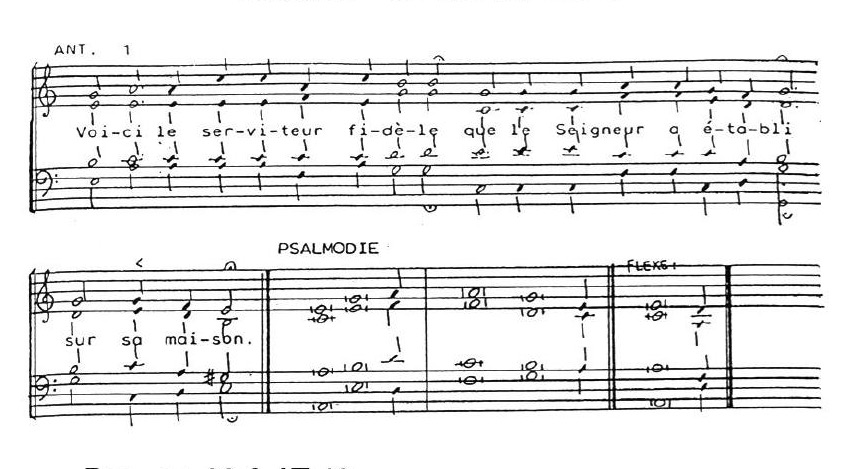 ANT. 1
Voi-ci le ser-vi-teur fi-dè-le que le Seigneur a é-ta-bli
PSALMODIE
FLEXE:
sur sa mai-son.